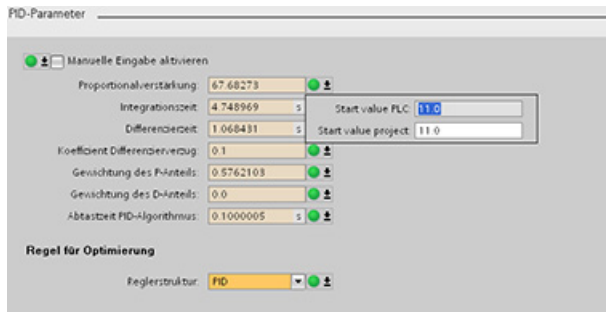 PID-Parameter
Manuelle Eingabe aktivieren
Proportionalverstärkung: 67.68273
Integrationszeit: 4.748969 s
Start value PLC: 11.0
Differenzierzeit: 1.068431 s
Start value project: 11.0
Koeffizient Differenzierverzug: 0.1
Gewichtung des P-Anteils: 0.5762103
Gewichtung des D-Anteils: 0.0
Abtastzeit PID-Algorithmus: 0.1000005 s
Regel für Optimierung
Reglerstruktur: PID